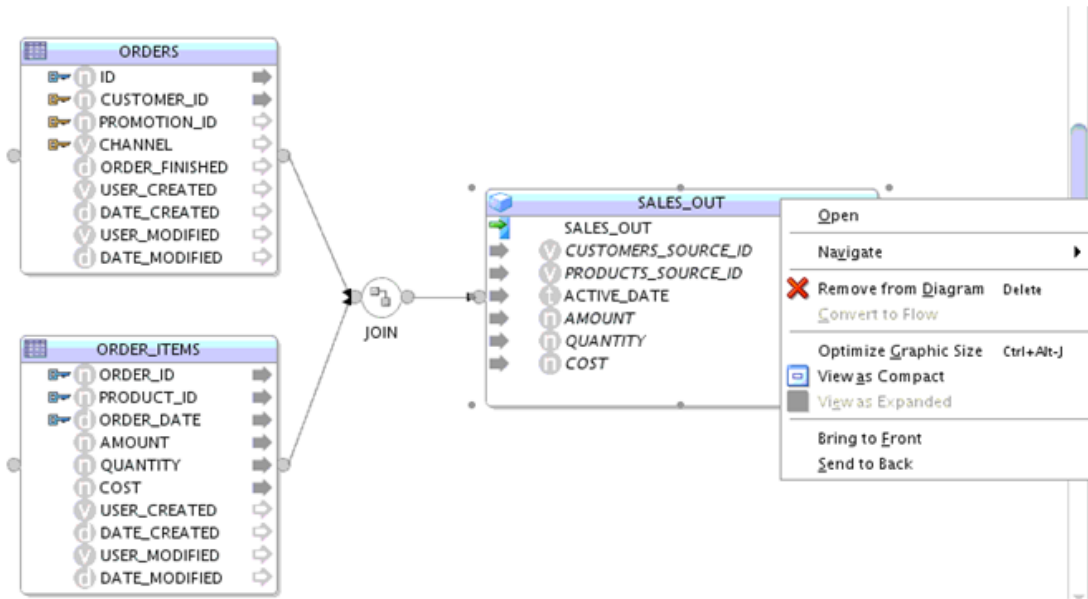 ORDERS
ID
CUSTOMER_ID
PROMOTION_ID
CHANNEL
ORDER_FINISHED
USER_CREATED
DATE_CREATED
USER_MODIFIED
DATE_MODIFIED
ORDER_ITEMS
ORDER_ID
PRODUCT_ID
ORDER_DATE
AMOUNT
QUANTITY
COST
USER_CREATED
DATE_CREATED
USER_MODIFIED
DATE_MODIFIED
JOIN
SALES_OUT
SALES_OUT
CUSTOMERS_SOURCE_ID
PRODUCTS_SOURCE_ID
ACTIVE_DATE
AMOUNT
QUANTITY
COST
Open
Navigate
Remove from Diagram Delete
Convert to Flow
Optimize Graphic Size Ctrl+Alt-J
View as Compact
View as Expanded
Bring to Front
Send to Back